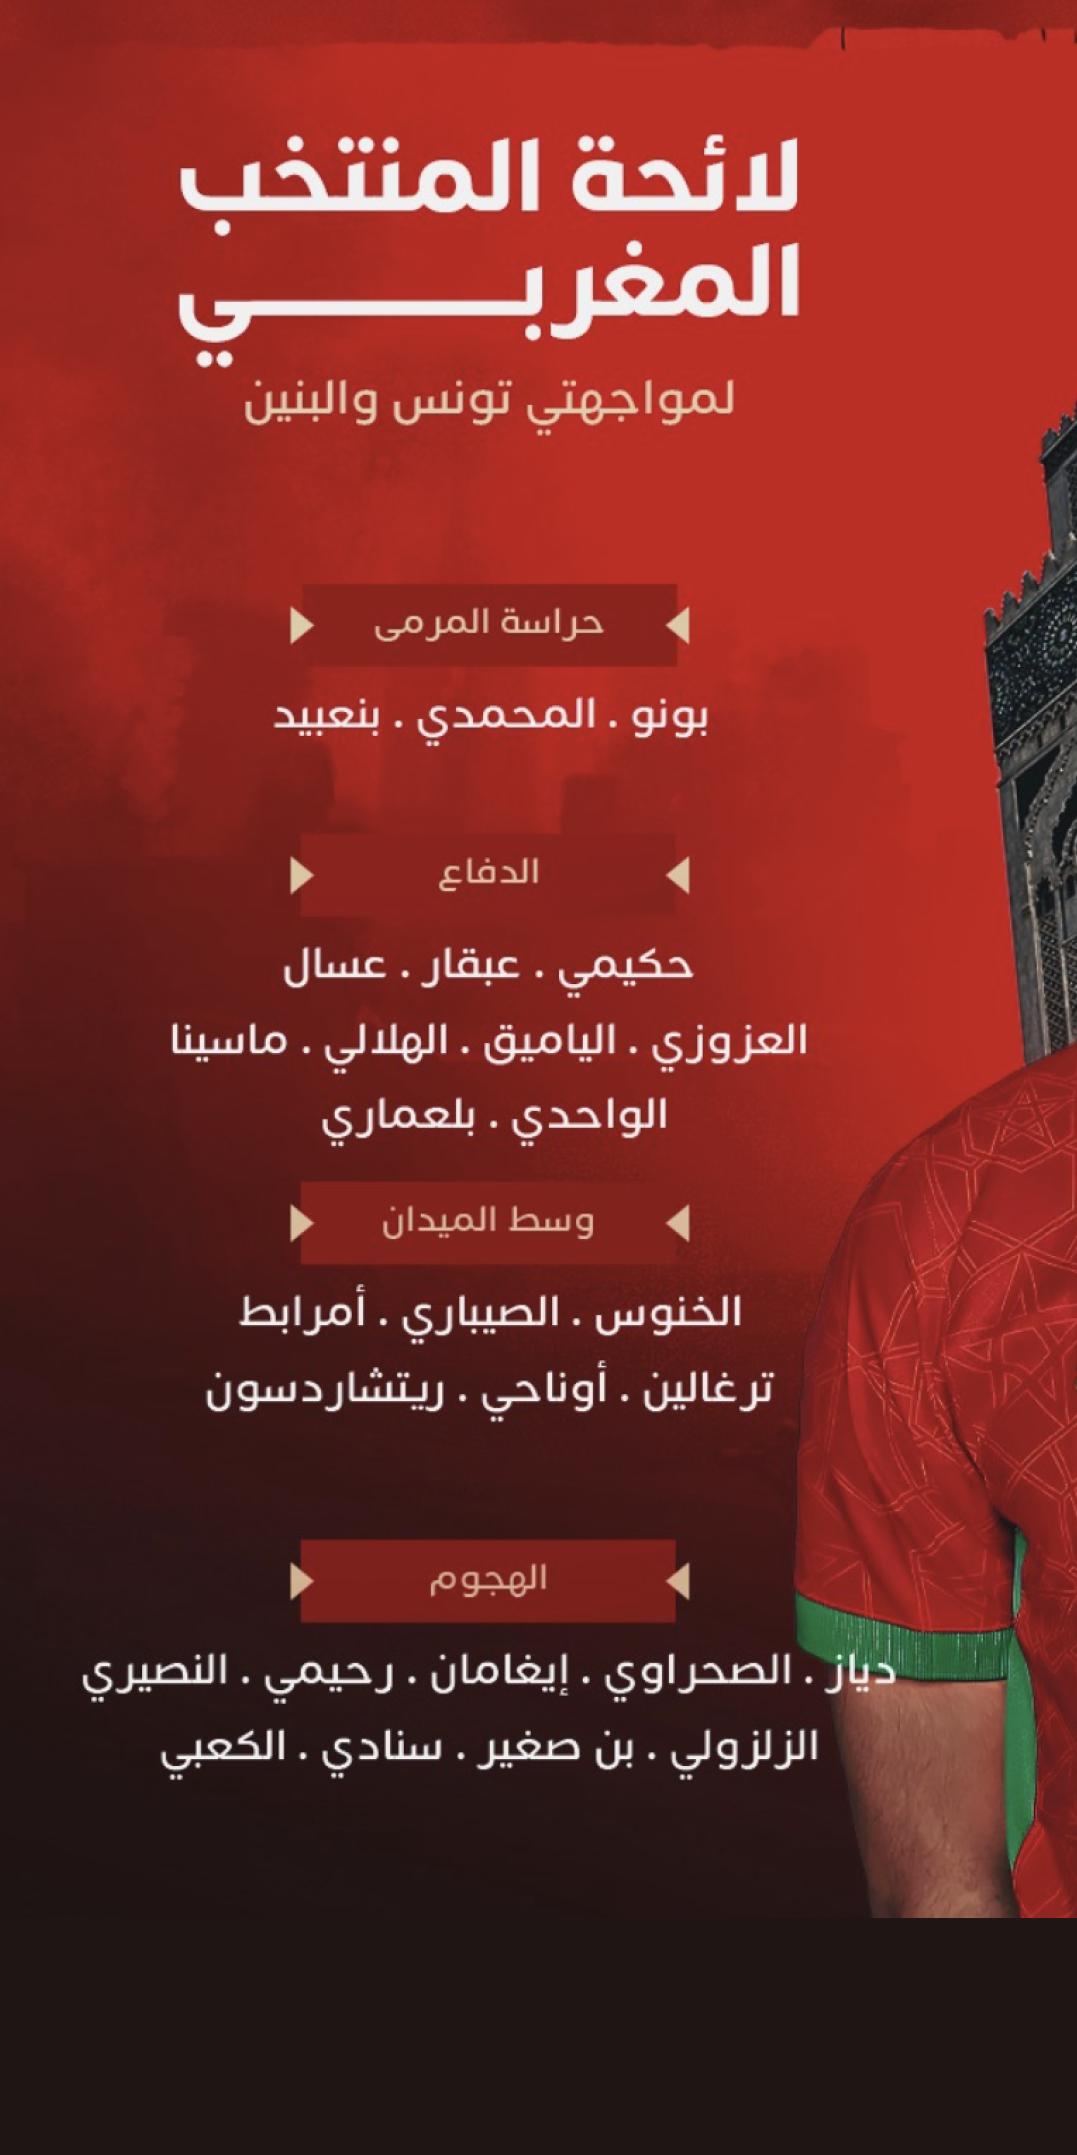 لائحة المنتخب
المغربـــــــي
لمواجهتي تونس والبنين
حراسة المرمى
بونو . المحمدي . بنعبيد
الدفاع
حكيمي . عبقار . عسال
العزوزي . الياميق . الهلالي . ماسينا
الواحدي . بلعماري
وسط الميدان
الخنوس . الصيباري . أمرابط
ترغالين . أوناحي . ريتشاردسون
الهجوم
دياز . الصحراوي . إيغامان . رحيمي . النصيري
الزلزولي . بن صغير . سنادي . الكعبي